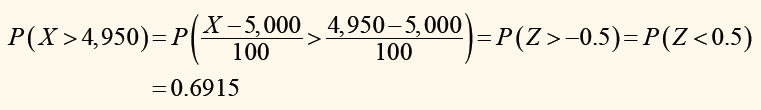 P(X > 4,950) = P((X − 5,000)/100 > (4,950 − 5,000)/100) = P(Z > −0.5) = P(Z < 0.5)
= 0.6915